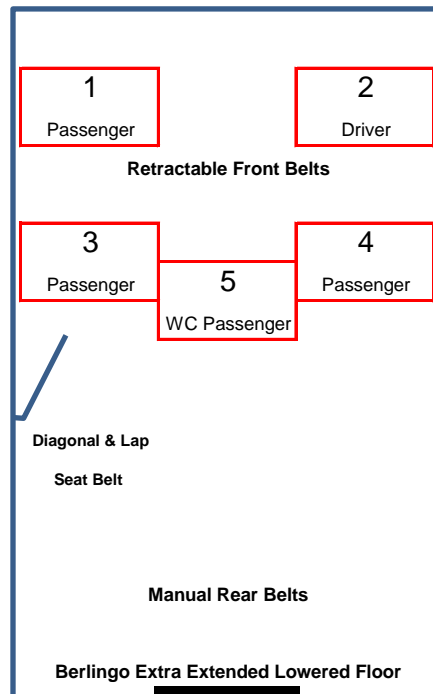 1
2
Passenger
Driver
Retractable Front Belts
3
4
Passenger
5
Passenger
WC Passenger
Diagonal & Lap
Seat Belt
Manual Rear Belts
Berlingo Extra Extended Lowered Floor